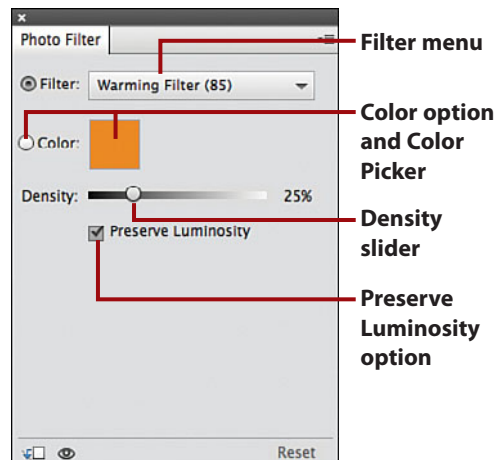 Photo Filter
Filter: Warming Filter (85)
Color:
Density: 25%
Preserve Luminosity
Reset
Filter menu
Color option
and Color
Picker
Density
slider
Preserve
Luminosity
option